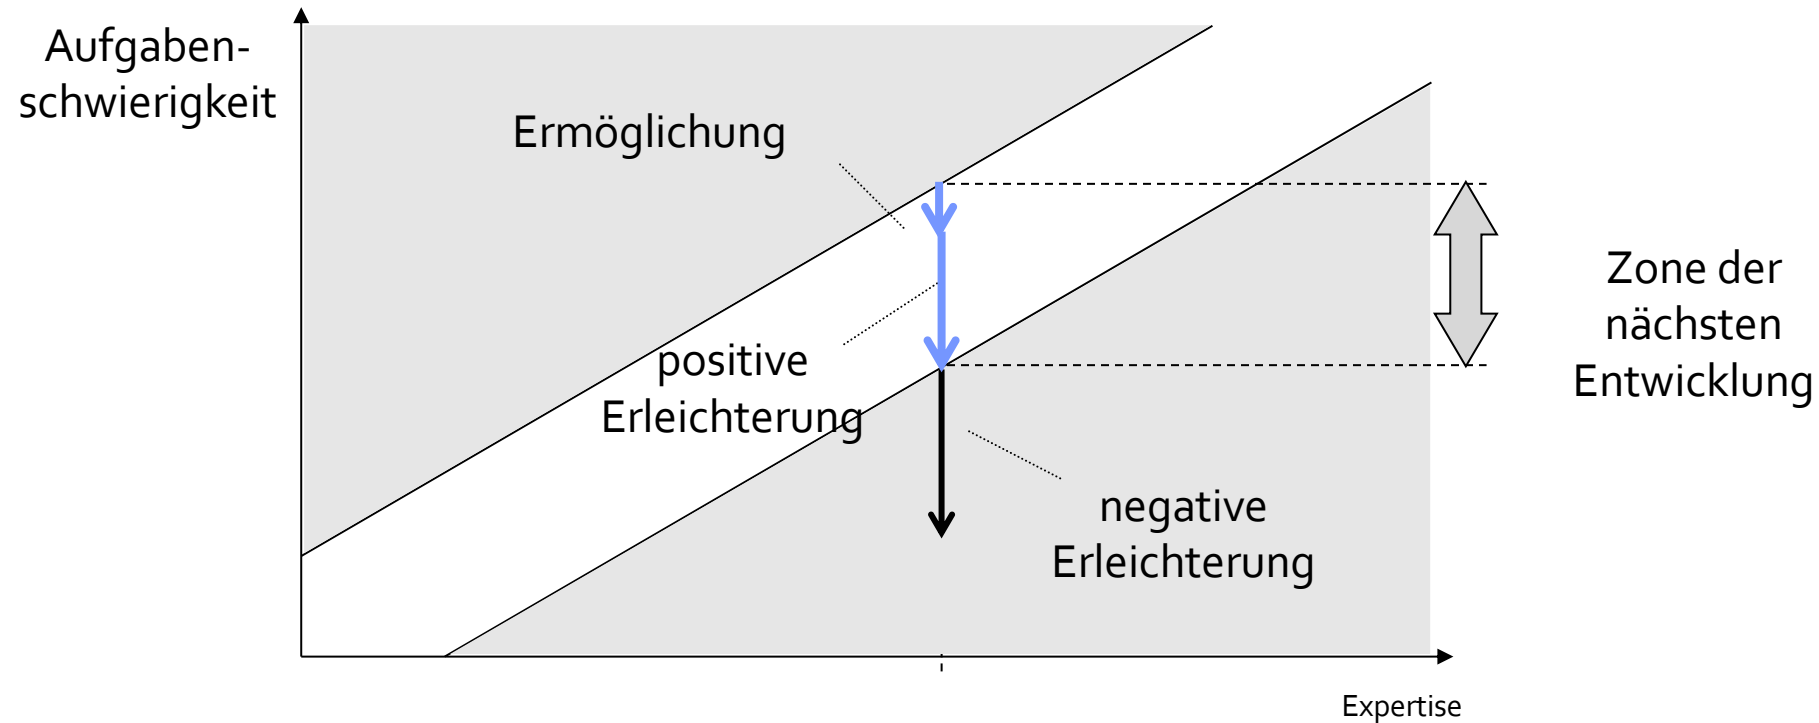 Aufgaben-
schwierigkeit
Ermöglichung
positive
Erleichterung
negative
Erleichterung
Zone der
nächsten
Entwicklung
Expertise